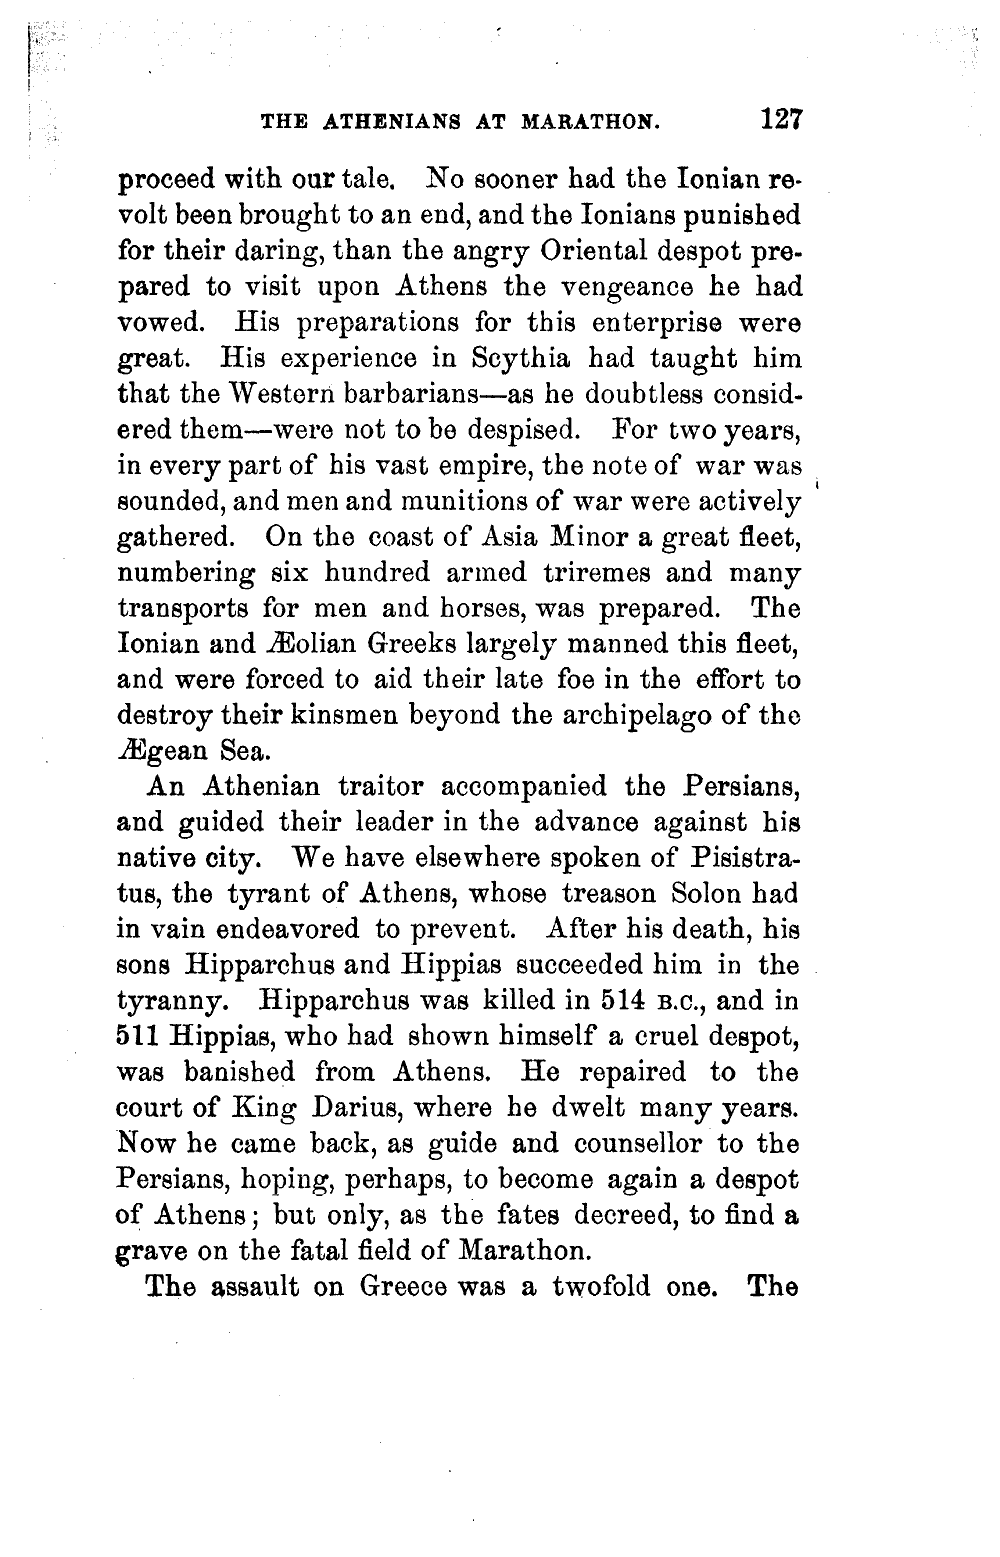 THE ATHENIANS AT MARATHON. 127
proceed with our tale. No sooner had the Ionian re-
volt been brought to an end, and the Ionians punished
for their daring, than the angry Oriental despot pre-
pared to visit upon Athens the vengeance he had
vowed. His preparations for this enterprise were
great. His experience in Scythia had taught him
that the Western barbarians—as he doubtless consid-
ered them—were not to be despised. For two years,
in every part of his vast empire, the note of war was
sounded, and men and munitions of war were actively
gathered. On the coast of Asia Minor a great fleet,
numbering six hundred armed triremes and many
transports for men and horses, was prepared. The
Ionian and Æolian Greeks largely manned this fleet,
and were forced to aid their late foe in the effort to
destroy their kinsmen beyond the archipelago of the
Ægean Sea.
An Athenian traitor accompanied the Persians,
and guided their leader in the advance against his
native city. We have elsewhere spoken of Pisistra-
tus, the tyrant of Athens, whose treason Solon had
in vain endeavored to prevent. After his death, his
sons Hipparchus and Hippias succeeded him in the
tyranny. Hipparchus was killed in 514 B.C., and in
511 Hippias, who had shown himself a cruel despot,
was banished from Athens. He repaired to the
court of King Darius, where he dwelt many years.
Now he came back, as guide and counsellor to the
Persians, hoping, perhaps, to become again a despot
of Athens; but only, as the fates decreed, to find a
grave on the fatal field of Marathon.
The assault on Greece was a twofold one. The